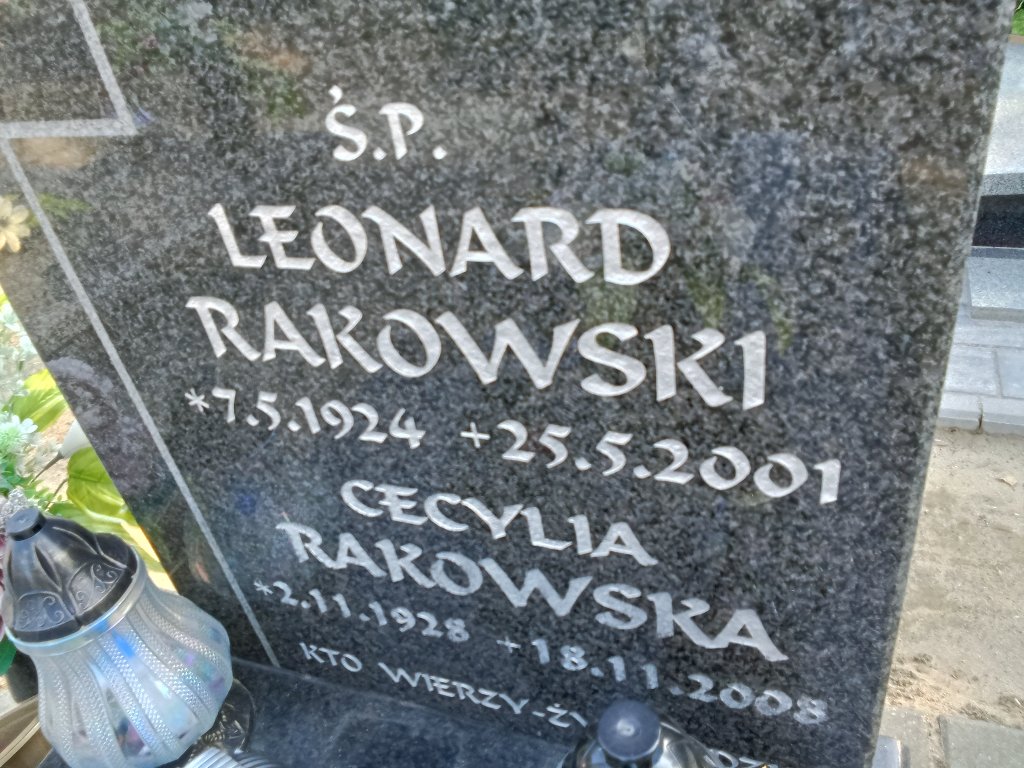 Ś.P.
LEONARD
RAKOWSKI
*7.5.1924 +25.5.2001
CECYLIA
RAKOWSKA
*2.11.1928 +18.11.2008
KTO WIERZY-